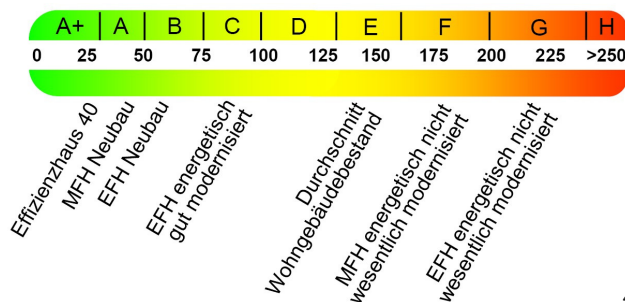 A+ A B C D E F G H
0 25 50 75 100 125 150 175 200 225 >250
Effizienzhaus 40
MFH Neubau
EFH Neubau
EFH energetisch
gut modernisiert
Durchschnitt
Wohngebäudebestand
MFH energetisch nicht
wesentlich modernisiert
EFH energetisch nicht
wesentlich modernisiert